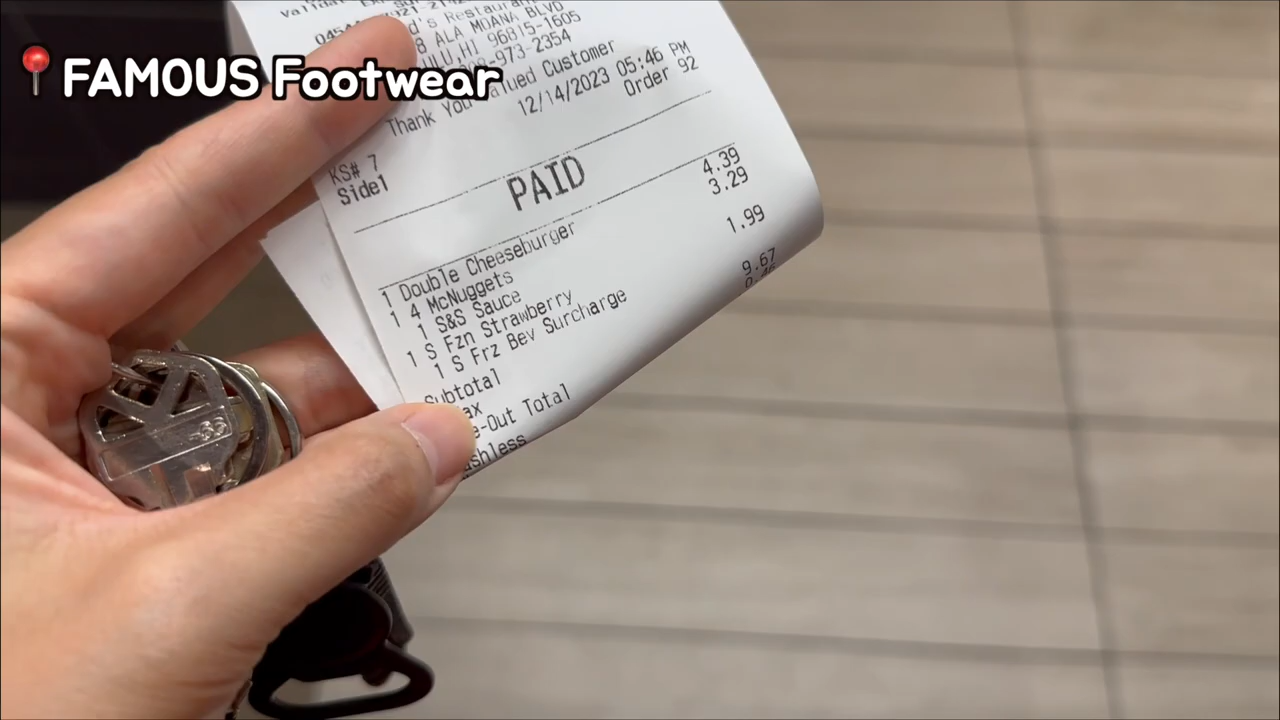 FAMOUS Footwear
8 ALA MOANA BLVD
HI 96815-1605
-973-2354
Thank You Valued Customer
12/14/2023 05:46 PM
Order 92
KS# 7
Side1
PAID
1 Double Cheeseburger 4.39
1 4 McNuggets 3.29
1 S&S Sauce
1 S Fzn Strawberry 1.99
1 S Frz Bev Surcharge
Subtotal 9.67
ax
e-Out Total
ashless